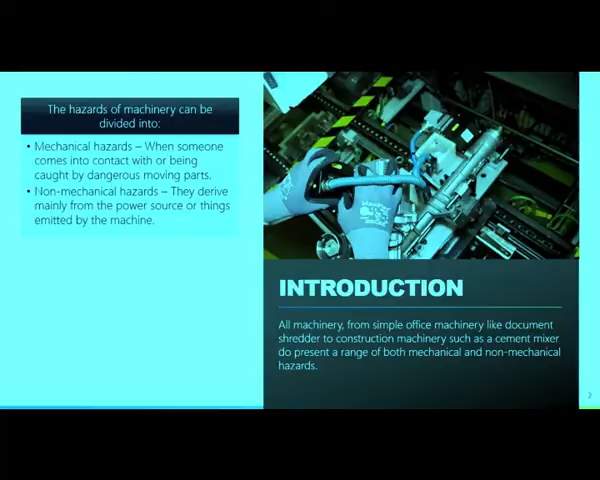 The hazards of machinery can be
divided into:
• Mechanical hazards – When someone
comes into contact with or being
caught by dangerous moving parts.
• Non-mechanical hazards – They derive
mainly from the power source or things
emitted by the machine.
INTRODUCTION
All machinery, from simple office machinery like document
shredder to construction machinery such as a cement mixer
do present a range of both mechanical and non-mechanical
hazards.
2